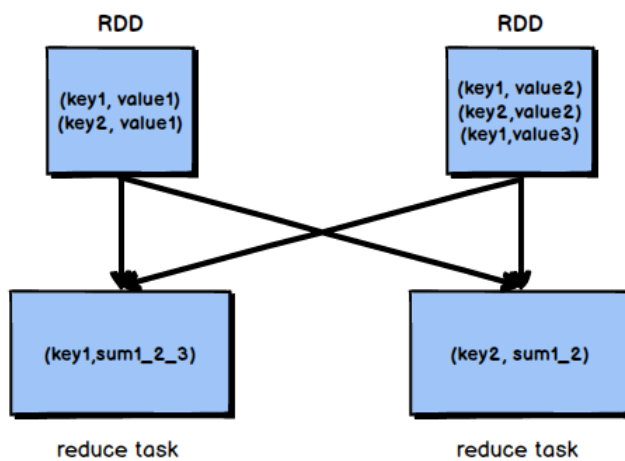 RDD
RDD
(key1, value1)
(key2, value1)
(key1, value2)
(key2,value2)
(key1,value3)
(key1,sum1_2_3)
(key2, sum1_2)
reduce task
reduce task